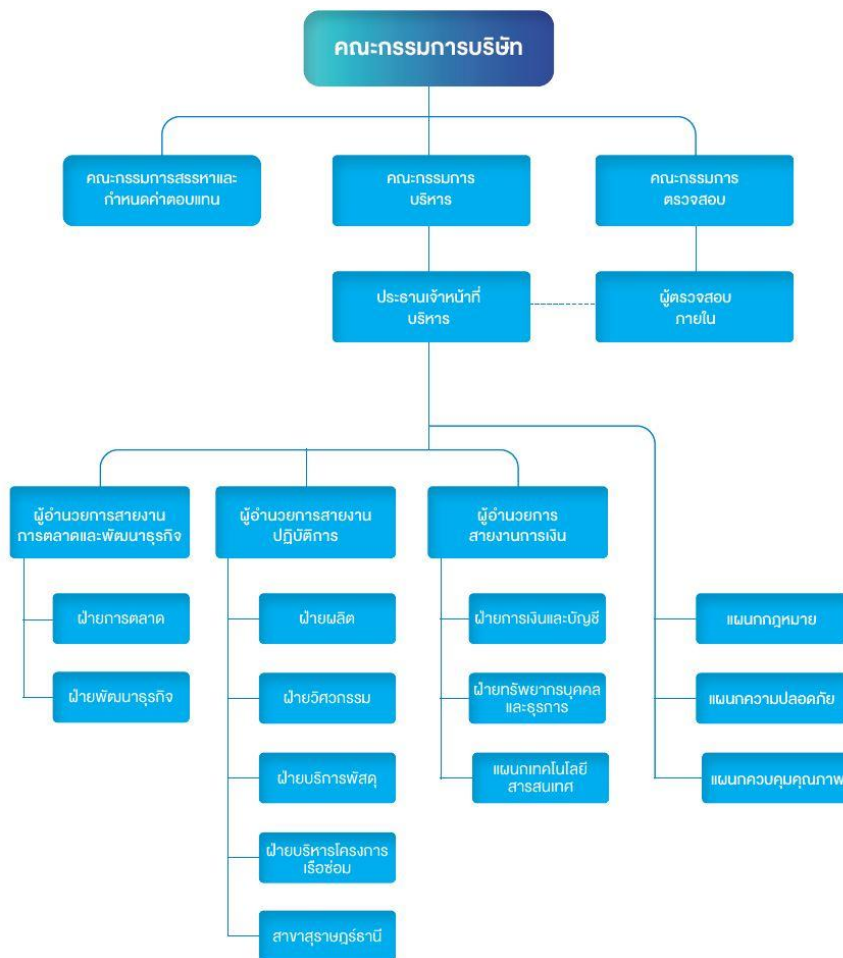 คณะกรรมการบริษัท
คณะกรรมการสรรหาและ
กำหนดค่าตอบแทน
คณะกรรมการ
บริหาร
คณะกรรมการ
ตรวจสอบ
ประธานเจ้าหน้าที่
บริหาร
ผู้ตรวจสอบ
ภายใน
ผู้อำนวยการสายงาน
การตลาดและพัฒนาธุรกิจ
ผู้อำนวยการสายงาน
ปฏิบัติการ
ผู้อำนวยการ
สายงานการเงิน
ฝ่ายการตลาด
ฝ่ายพัฒนาธุรกิจ
ฝ่ายผลิต
ฝ่ายวิศวกรรม
ฝ่ายบริการพัสดุ
ฝ่ายบริหารโครงการ
เรือซ่อม
สาขาสุราษฎร์ธานี
ฝ่ายการเงินและบัญชี
ฝ่ายทรัพยากรบุคคล
และธุรการ
แผนกเทคโนโลยี
สารสนเทศ
แผนกกฎหมาย
แผนกความปลอดภัย
แผนกควบคุมคุณภาพ